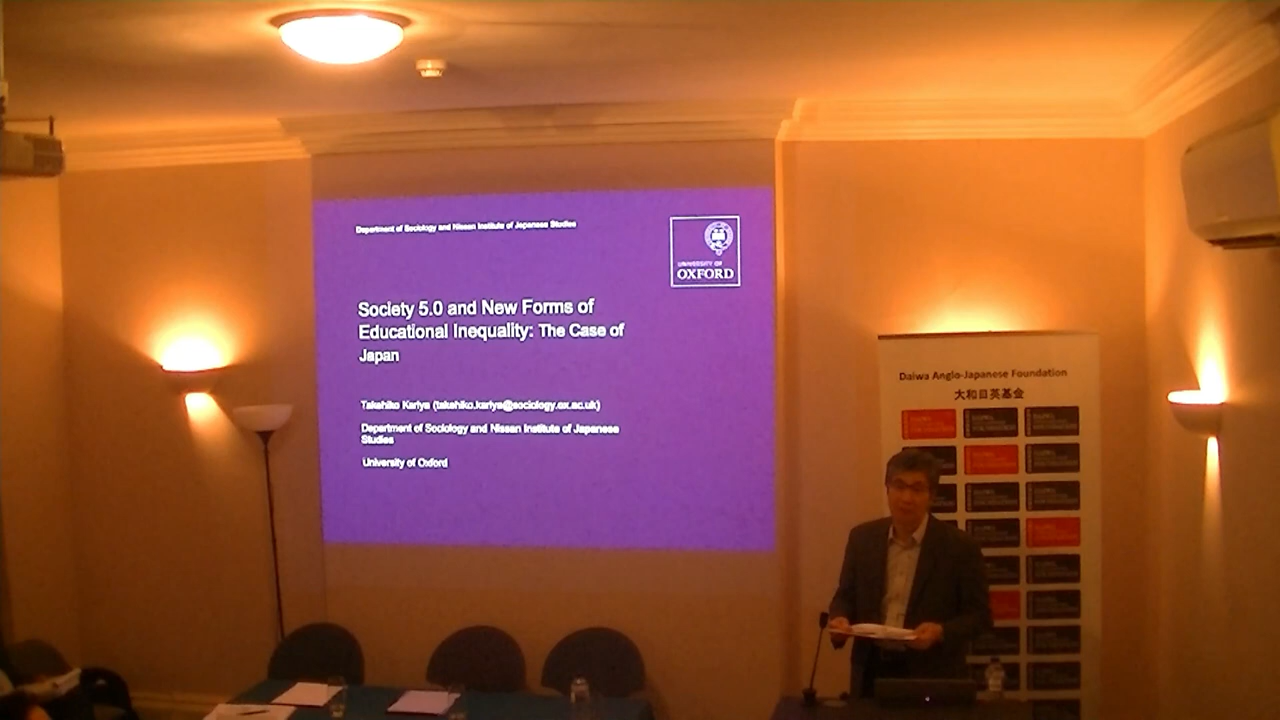 Department of Sociology and Nissan Institute of Japanese Studies
UNIVERSITY OF
OXFORD
Society 5.0 and New Forms of
Educational Inequality: The Case of
Japan
Takehiko Kariya (takehiko.kariya@sociology.ox.ac.uk)
Department of Sociology and Nissan Institute of Japanese
Studies
University of Oxford
Daiwa Anglo-Japanese Foundation
大和日英基金